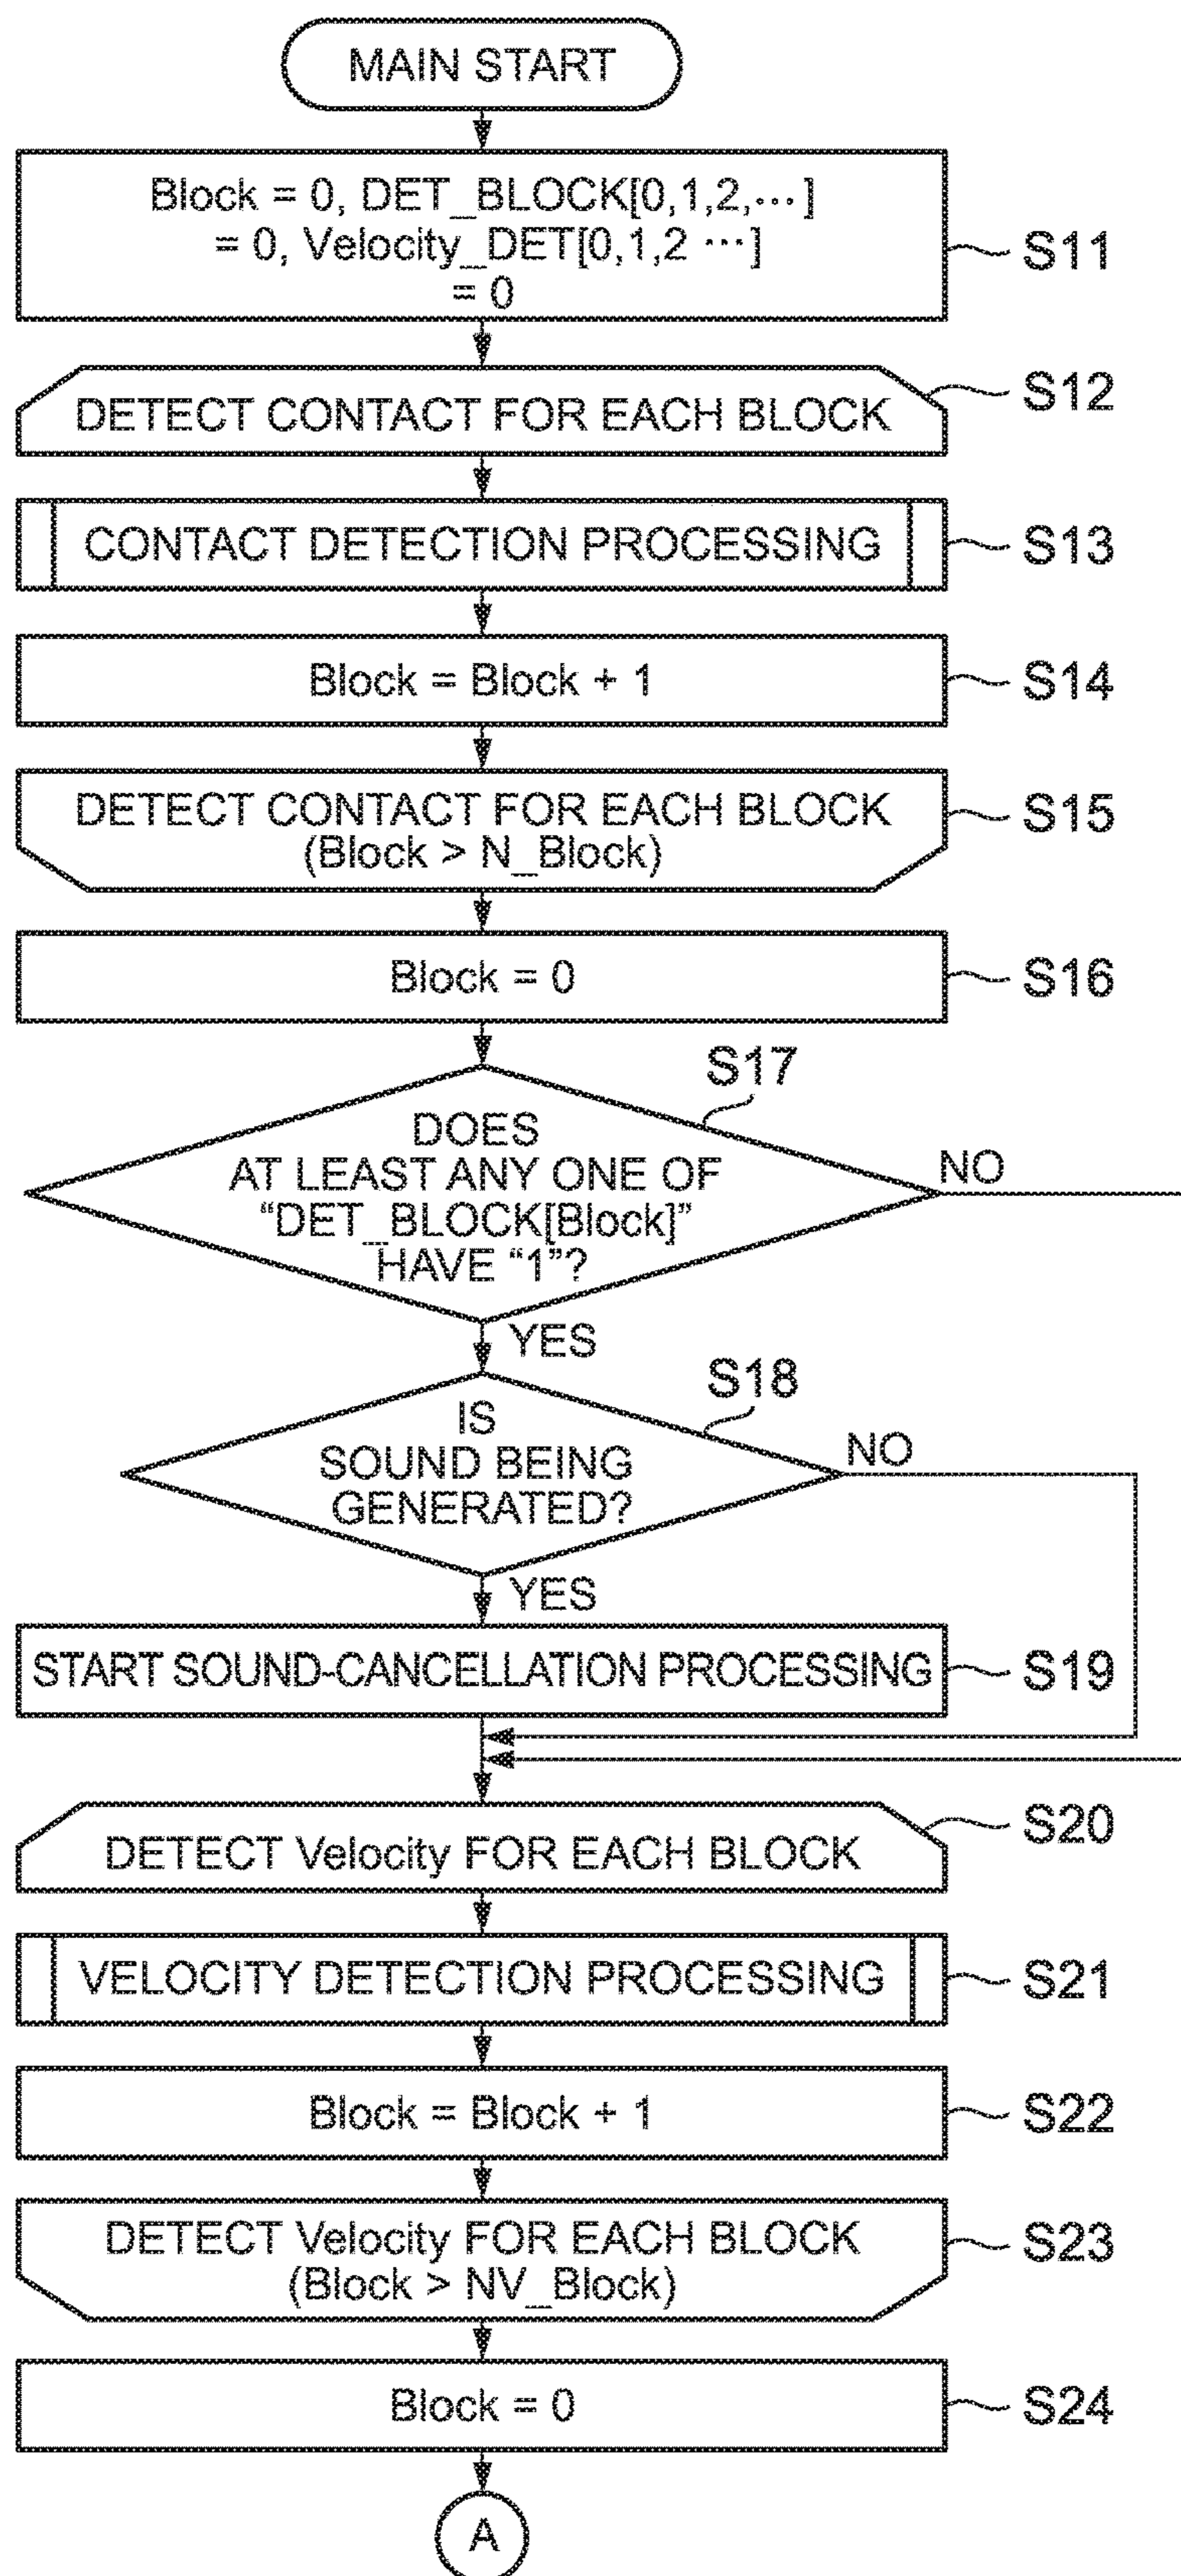 MAIN START
Block = 0, DET_BLOCK[0,1,2,⋯]
= 0, Velocity_DET[0,1,2 ⋯]
= 0
S11
DETECT CONTACT FOR EACH BLOCK
S12
CONTACT DETECTION PROCESSING
S13
Block = Block + 1
S14
DETECT CONTACT FOR EACH BLOCK
(Block > N_Block)
S15
Block = 0
S16
S17
DOES
AT LEAST ANY ONE OF
“DET_BLOCK[Block]”
HAVE “1”?
NO
YES
S18
IS
SOUND BEING
GENERATED?
NO
YES
START SOUND-CANCELLATION PROCESSING
S19
DETECT Velocity FOR EACH BLOCK
S20
VELOCITY DETECTION PROCESSING
S21
Block = Block + 1
S22
DETECT Velocity FOR EACH BLOCK
(Block > NV_Block)
S23
Block = 0
S24
A